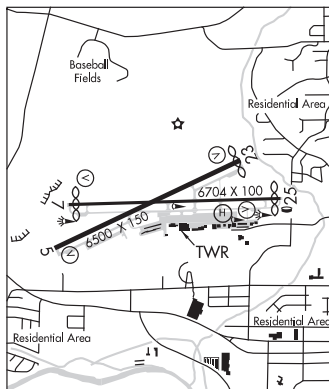 Baseball
Fields
Residential Area
23
V
V
6704 X 100
7
25
H
V
6500 X 150
5
V
TWR
Residential Area
Residential Area